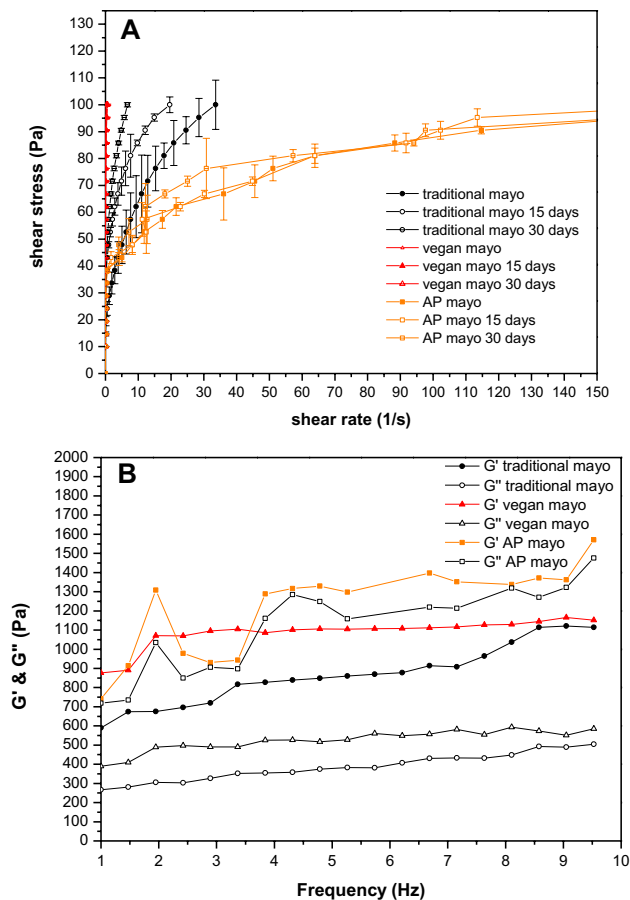 A
135
130
120
110
100
90
80
70
60
50
40
30
20
10
0
shear stress (Pa)
traditional mayo
traditional mayo 15 days
traditional mayo 30 days
vegan mayo
vegan mayo 15 days
vegan mayo 30 days
AP mayo
AP mayo 15 days
AP mayo 30 days
0 10 20 30 40 50 60 70 80 90 100 110 120 130 140 150
shear rate (1/s)
B
2000
1900
1800
1700
1600
1500
1400
1300
1200
1100
1000
900
800
700
600
500
400
300
200
100
0
G' & G'' (Pa)
G' traditional mayo
G'' traditional mayo
G' vegan mayo
G'' vegan mayo
G' AP mayo
G'' AP mayo
1 2 3 4 5 6 7 8 9 10
Frequency (Hz)